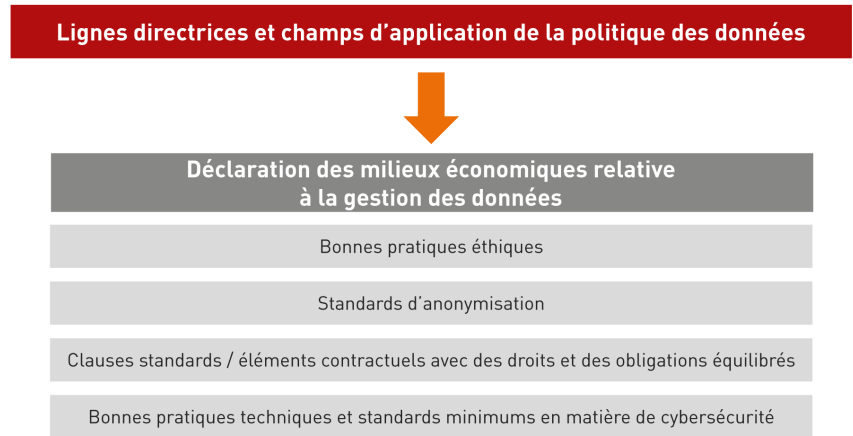 Lignes directrices et champs d’application de la politique des données
Déclaration des milieux économiques relative
à la gestion des données
Bonnes pratiques éthiques
Standards d’anonymisation
Clauses standards / éléments contractuels avec des droits et des obligations équilibrés
Bonnes pratiques techniques et standards minimums en matière de cybersécurité